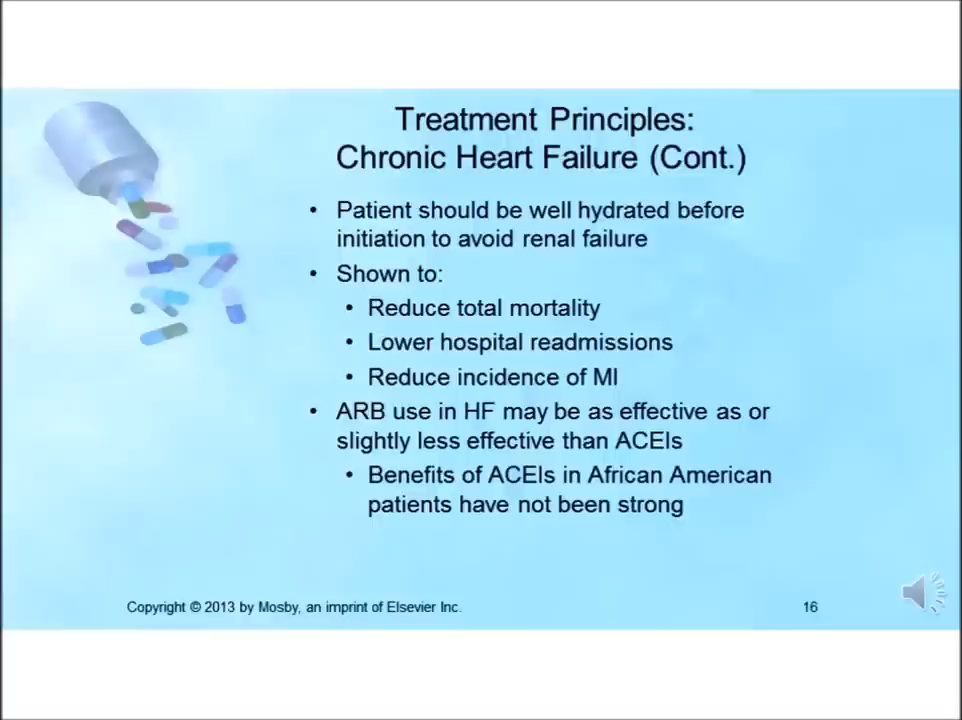 Treatment Principles:
Chronic Heart Failure (Cont.)
• Patient should be well hydrated before
initiation to avoid renal failure
• Shown to:
• Reduce total mortality
• Lower hospital readmissions
• Reduce incidence of MI
• ARB use in HF may be as effective as or
slightly less effective than ACEIs
• Benefits of ACEIs in African American
patients have not been strong
Copyright © 2013 by Mosby, an imprint of Elsevier Inc.
16